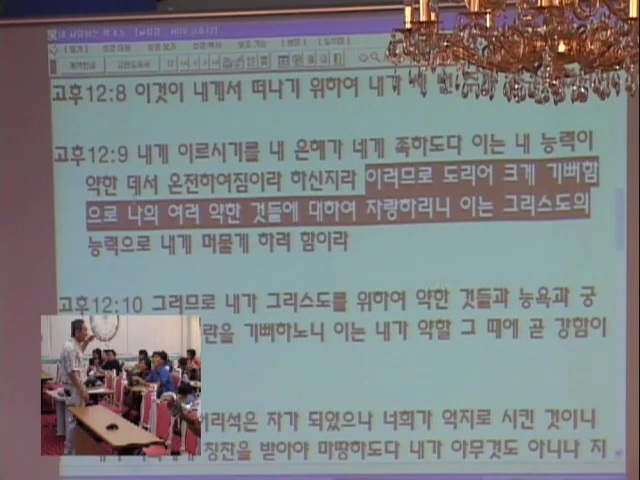 고후12:8 이것이 내게서 떠나기 위하여 내가
고후12:9 내게 이르시기를 내 은혜가 네게 족하도다 이는 내 능력이
약한 데서 온전하여짐이라 하신지라 이러므로 도리어 크게 기뻐함
으로 나의 여러 약한 것들에 대하여 자랑하리니 이는 그리스도의
능력으로 내게 머물게 하려 함이라
고후12:10 그러므로 내가 그리스도를 위하여 약한 것들과 능욕과 궁
란을 기뻐하노니 이는 내가 약할 그 때에 곧 강함이
어리석은 자가 되었으나 너희가 억지로 시킨 것이니
칭찬을 받아야 마땅하도다 내가 아무것도 아니나 지